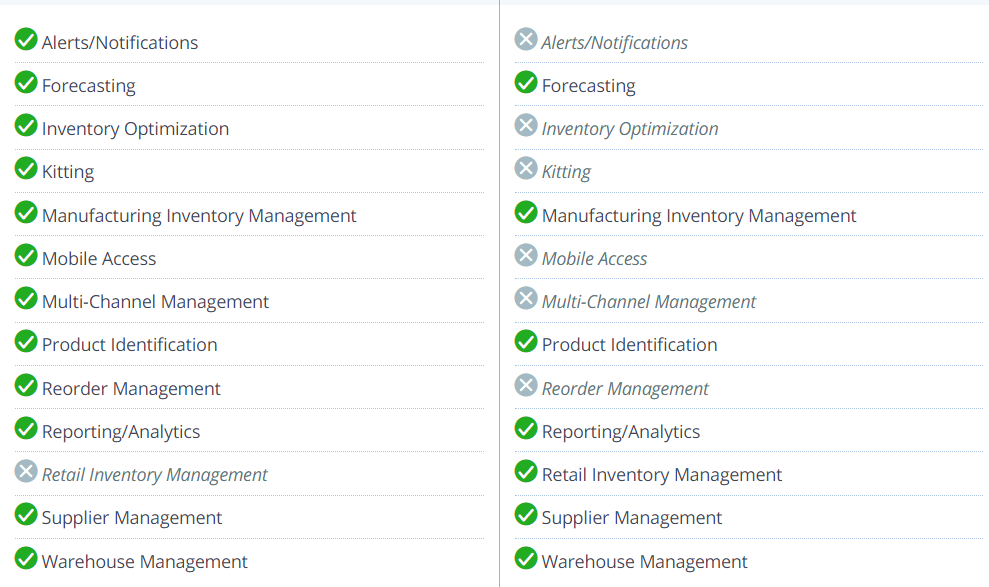 Alerts/Notifications
Forecasting
Inventory Optimization
Kitting
Manufacturing Inventory Management
Mobile Access
Multi-Channel Management
Product Identification
Reorder Management
Reporting/Analytics
Retail Inventory Management
Supplier Management
Warehouse Management
Alerts/Notifications
Forecasting
Inventory Optimization
Kitting
Manufacturing Inventory Management
Mobile Access
Multi-Channel Management
Product Identification
Reorder Management
Reporting/Analytics
Retail Inventory Management
Supplier Management
Warehouse Management